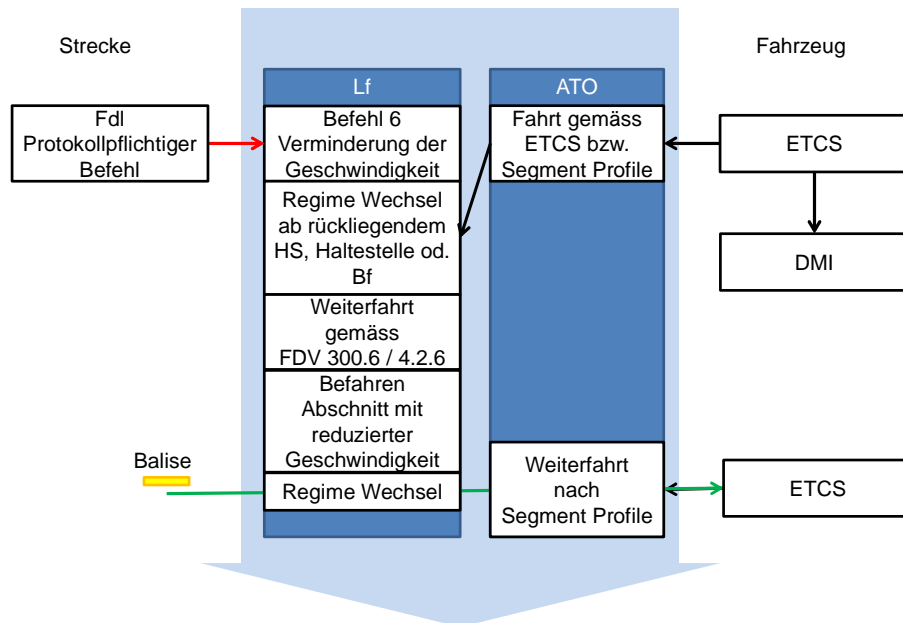 Strecke
Fahrzeug
Lf
ATO
Fdl
Protokollpflichtiger
Befehl
Befehl 6
Verminderung der
Geschwindigkeit
Fahrt gemäss
ETCS bzw.
Segment Profile
ETCS
Regime Wechsel
ab rückliegendem
HS, Haltestelle od.
Bf
DMI
Weiterfahrt
gemäss
FDV 300.6 / 4.2.6
Befahren
Abschnitt mit
reduzierter
Geschwindigkeit
Balise
Regime Wechsel
Weiterfahrt
nach
Segment Profile
ETCS